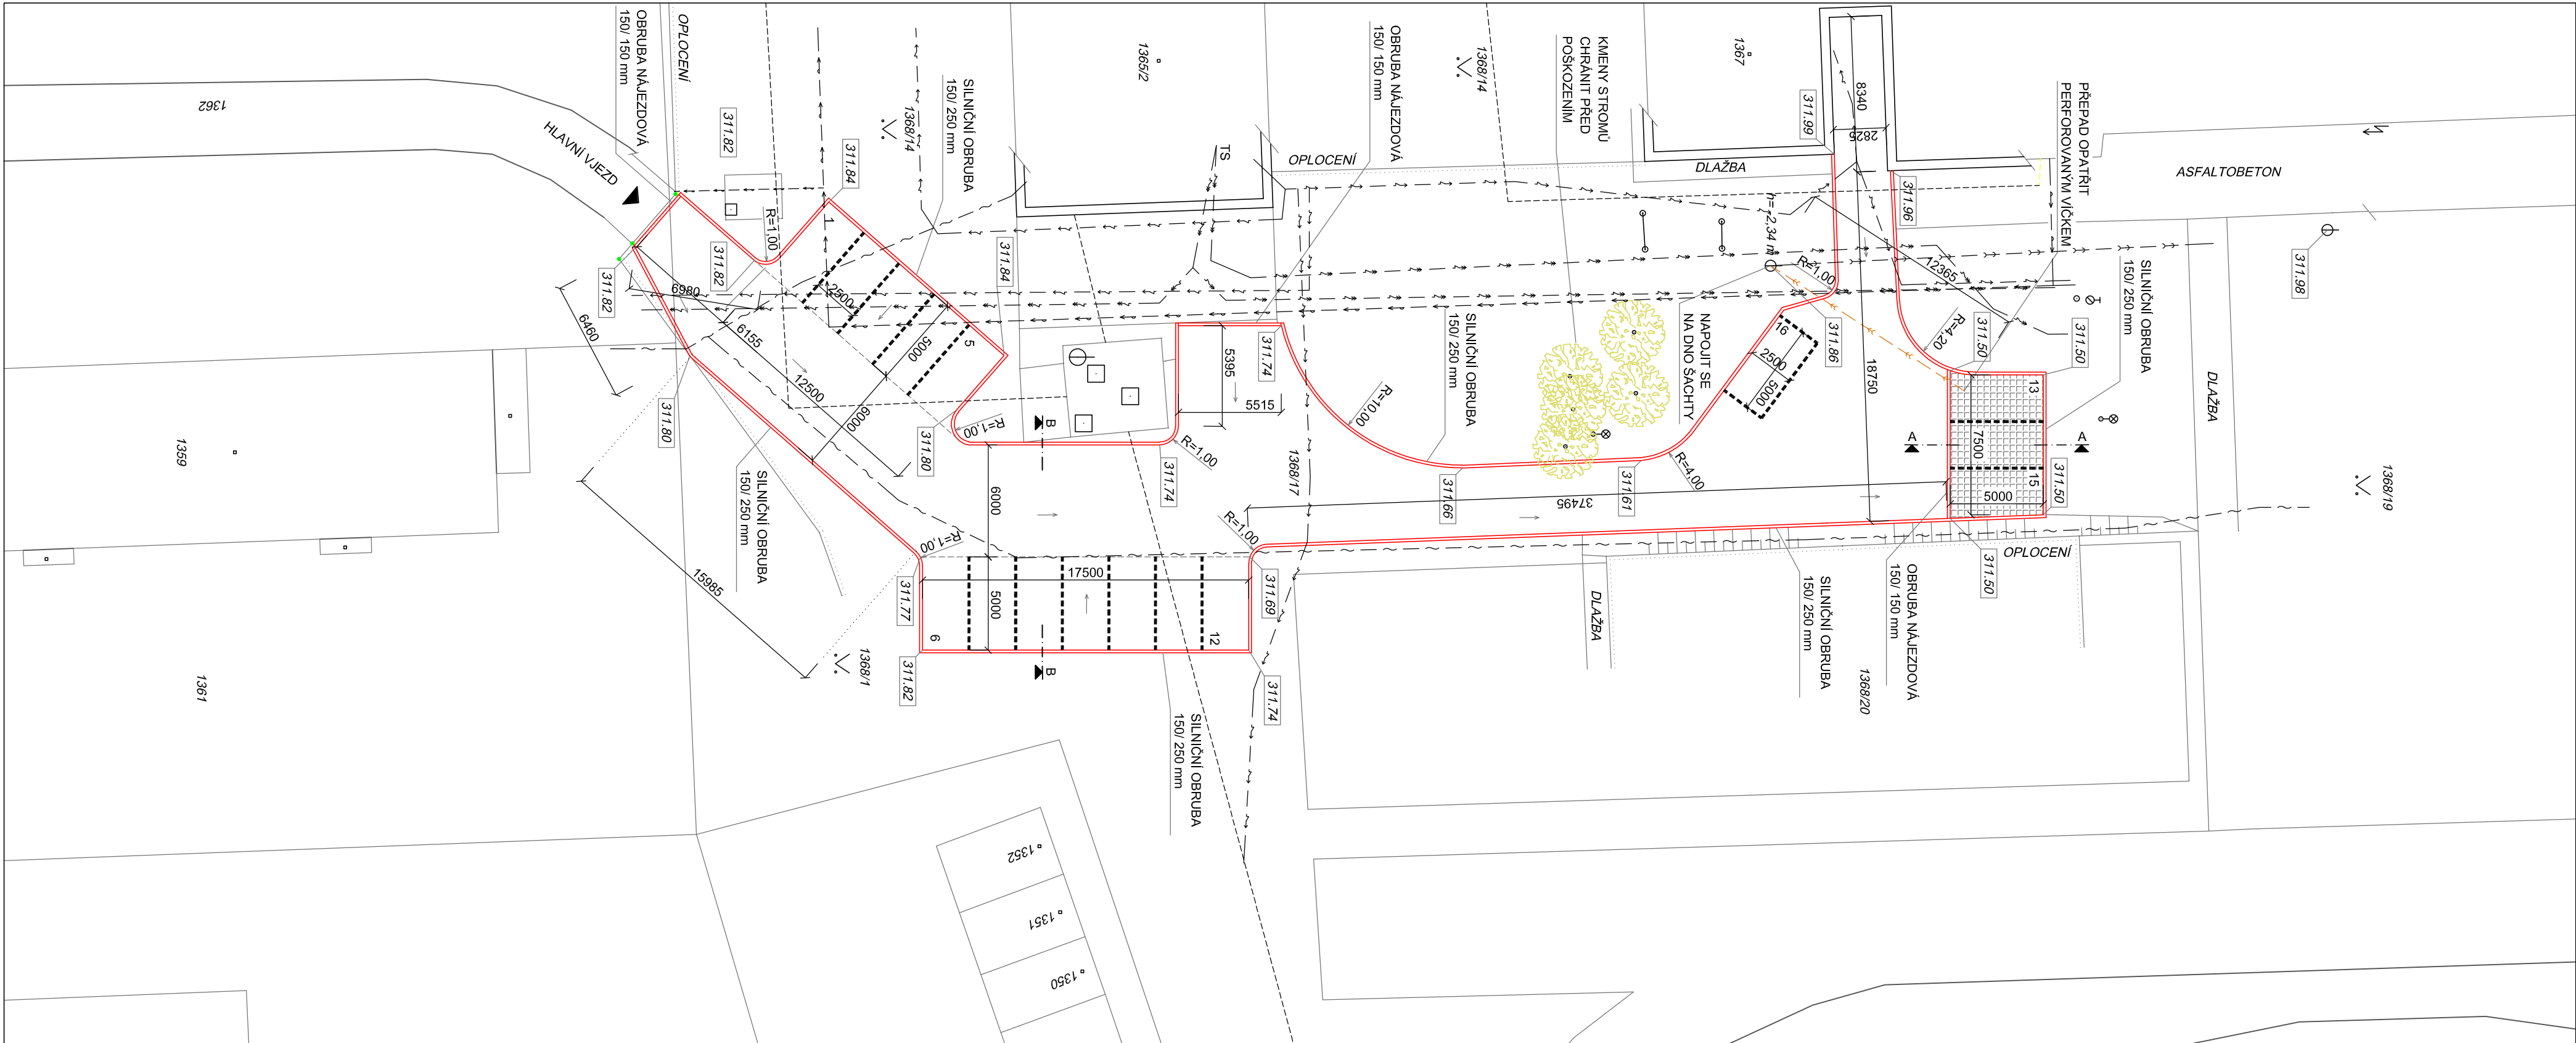 1362
OBRUBA NÁJEZDOVÁ
150/ 150 mm
OPLOCENÍ
HLAVNÍ VJEZD
311.82
311.84
1368/14
SILNIČNÍ OBRUBA
150/ 250 mm
1365/2
TS
OPLOCENÍ
OBRUBA NÁJEZDOVÁ
150/ 150 mm
1368/14
KMENY STROMŮ
CHRÁNIT PŘED
POŠKOZENÍM
1367
DLAŽBA
311.99
8340
2825
311.96
PŘEPAD OPATŘIT
PERFOROVANÝM VÍČKEM
ASFALTOBETON
311.98
SILNIČNÍ OBRUBA
150/ 250 mm
DLAŽBA
1368/19
R=1,00
1
311.82
311.82
311.84
6980
6460
6155
2500
5000
5
12500
6000
311.80
311.80
R=1,00
B
5395
5515
311.74
R=1,00
311.74
R=10,00
1368/17
SILNIČNÍ OBRUBA
150/ 250 mm
h=-2,34 m
R=1,00
12365
NAPOJIT SE
NA DNO ŠACHTY
16
2500
5000
311.86
18750
R=4,20
311.50
311.50
13
7500
15
5000
A
A
311.50
311.50
R=4,00
311.61
311.66
37495
1359
SILNIČNÍ OBRUBA
150/ 250 mm
15985
R=1,00
6000
R=1,00
311.77
17500
5000
6
12
B
311.69
311.82
311.74
1368/1
1361
SILNIČNÍ OBRUBA
150/ 250 mm
DLAŽBA
SILNIČNÍ OBRUBA
150/ 250 mm
1368/20
OBRUBA NÁJEZDOVÁ
150/ 150 mm
OPLOCENÍ
1352
1351
1350